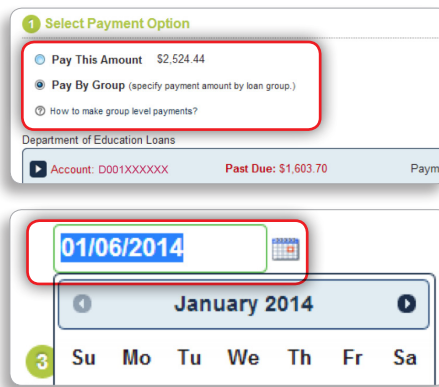 1 Select Payment Option
Pay This Amount $2,524.44
Pay By Group (specify payment amount by loan group.)
? How to make group level payments?
Department of Education Loans
Account: D001XXXXXX Past Due: $1,603.70 Paym
01/06/2014
January 2014
3 Su Mo Tu We Th Fr Sa